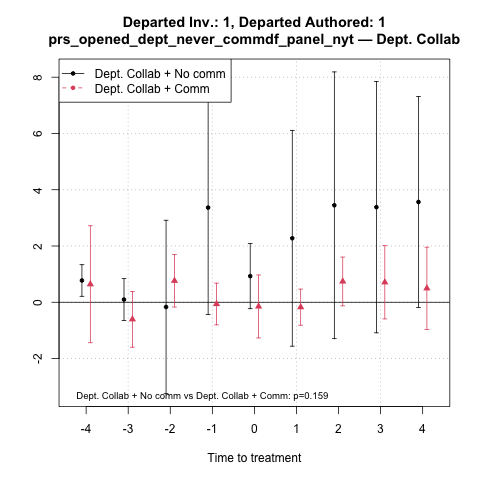 Departed Inv.: 1, Departed Authored: 1
prs_opened_dept_never_commdf_panel_nyt — Dept. Collab
Dept. Collab + No comm
Dept. Collab + Comm
8
6
4
2
0
-2
Dept. Collab + No comm vs Dept. Collab + Comm: p=0.159
-4 -3 -2 -1 0 1 2 3 4
Time to treatment